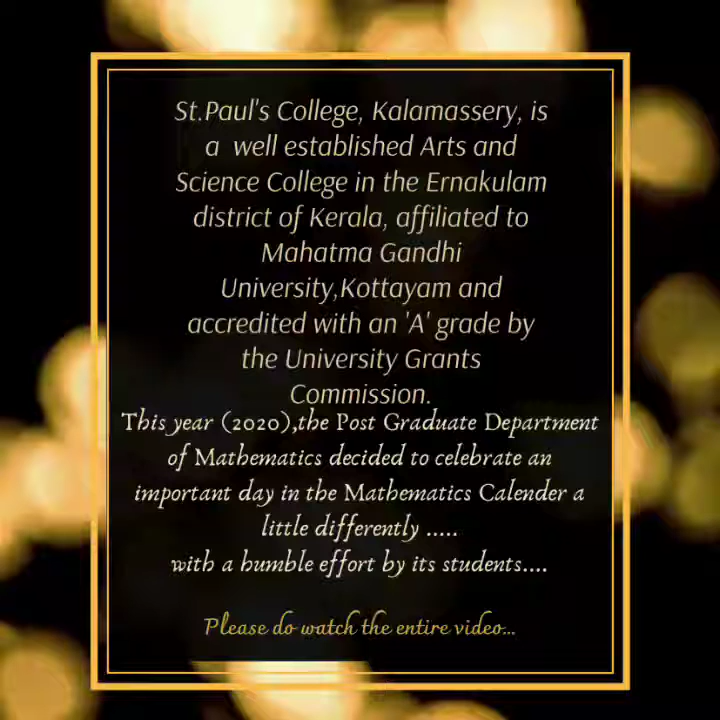 St.Paul's College, Kalamassery, is
a well established Arts and
Science College in the Ernakulam
district of Kerala, affiliated to
Mahatma Gandhi
University,Kottayam and
accredited with an 'A' grade by
the University Grants
Commission.
This year (2020),the Post Graduate Department
of Mathematics decided to celebrate an
important day in the Mathematics Calender a
little differently .....
with a humble effort by its students....
Please do watch the entire video...